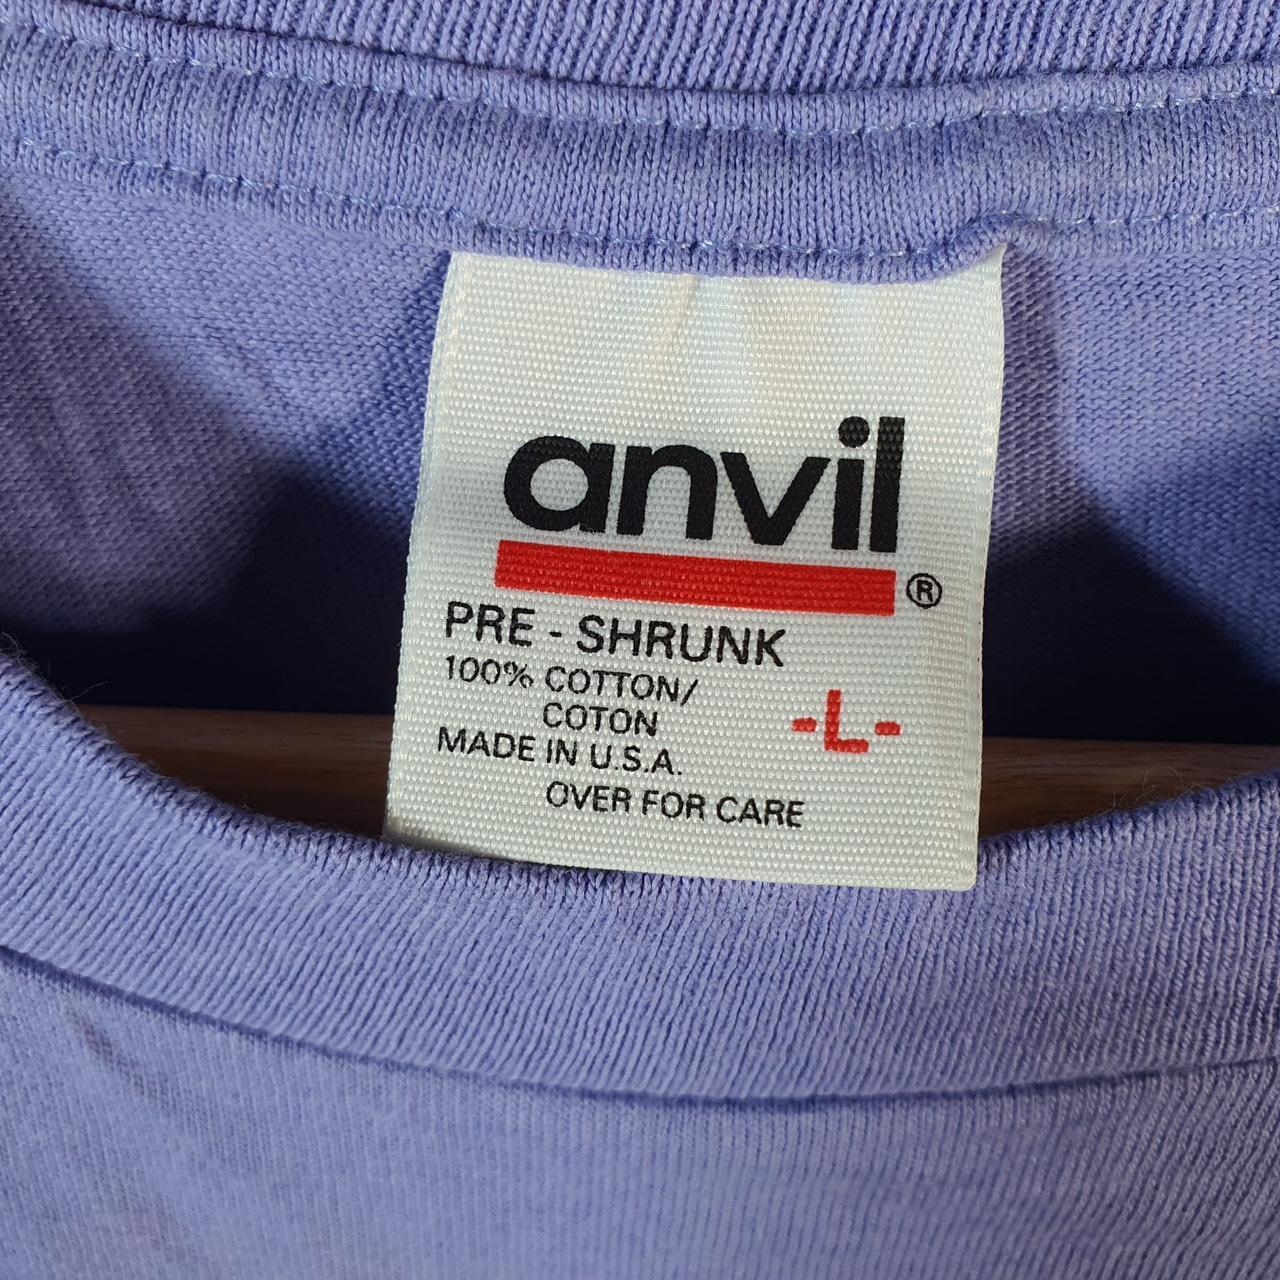 anvil
®
PRE - SHRUNK
100% COTTON/
COTON
-L-
MADE IN U.S.A.
OVER FOR CARE